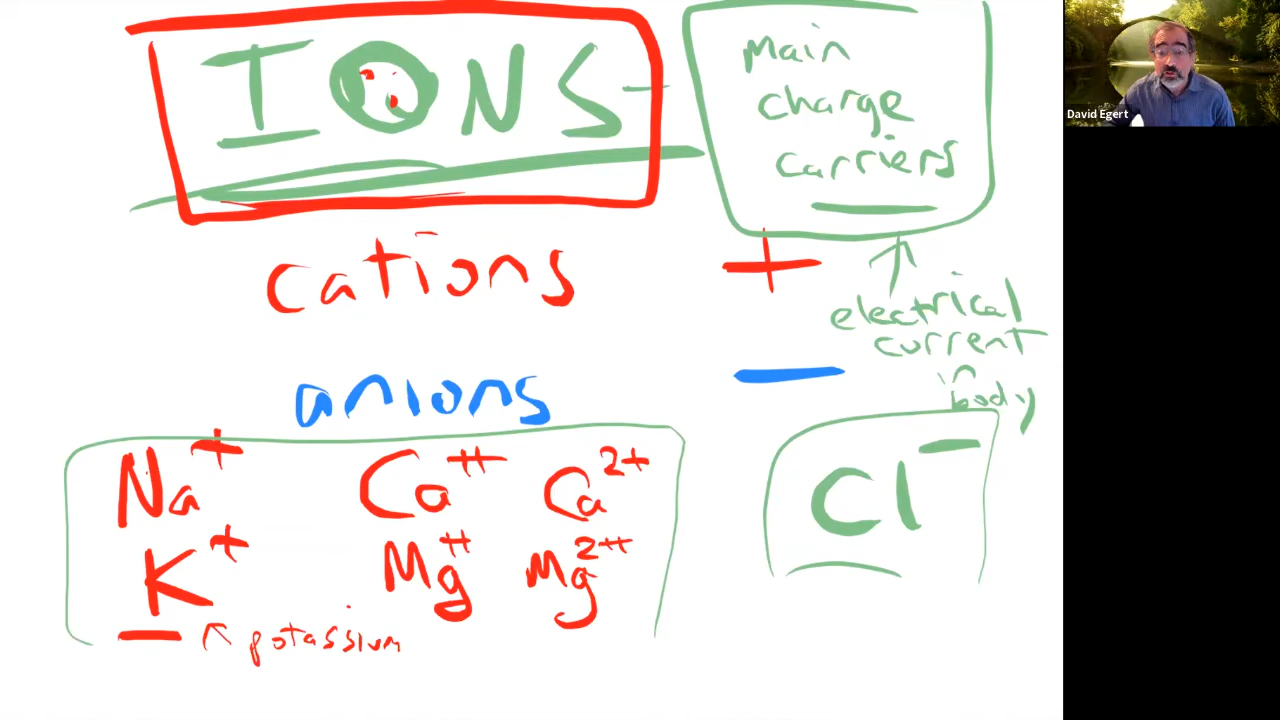 IONS
main
charge
carriers
cations +
electrical
current
in
body
anions −
Na⁺ Ca⁺⁺ Ca²⁺
K⁺ Mg⁺⁺ Mg²⁺⁺
potassium
Cl⁻
David Egert